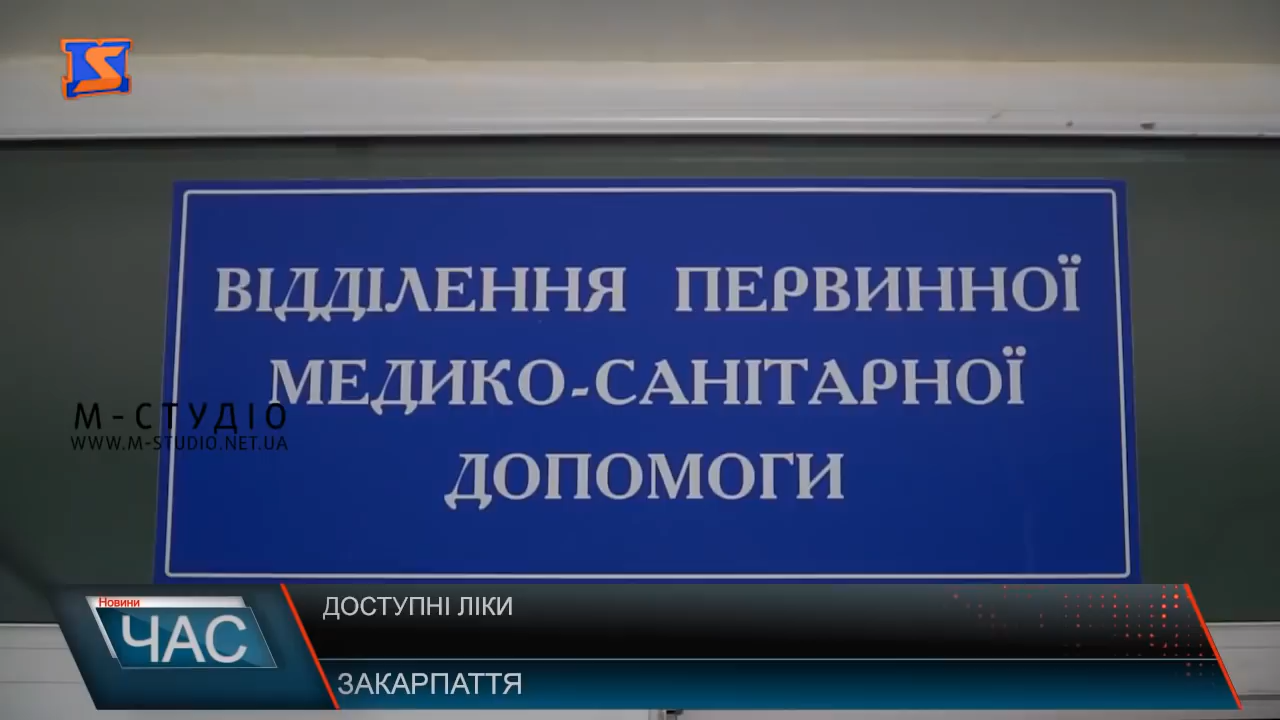 ВІДДІЛЕННЯ ПЕРВИННОЇ
МЕДИКО-САНІТАРНОЇ
ДОПОМОГИ
М-СТУДІО
WWW.M-STUDIO.NET.UA
Новини
ЧАС
ДОСТУПНІ ЛІКИ
ЗАКАРПАТТЯ